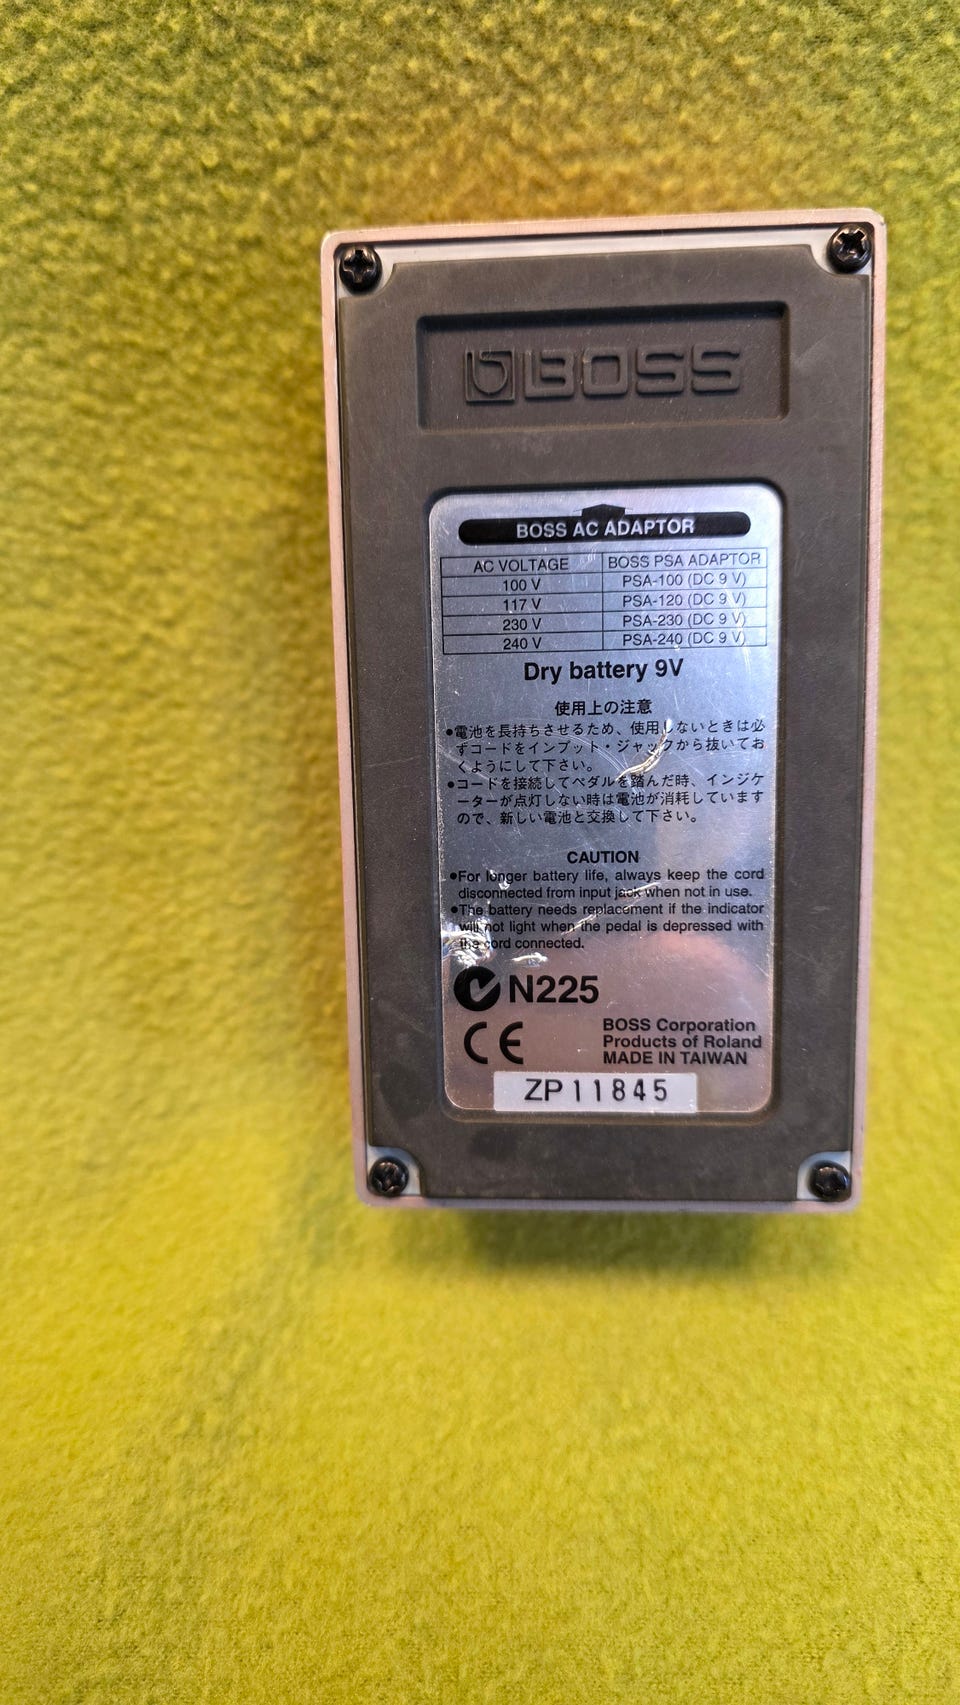 BOSS
BOSS AC ADAPTOR
AC VOLTAGE BOSS PSA ADAPTOR
100 V PSA-100 (DC 9 V)
117 V PSA-120 (DC 9 V)
230 V PSA-230 (DC 9 V)
240 V PSA-240 (DC 9 V)
Dry battery 9V
使用上の注意
●電池を長持ちさせるため、使用しないときは必
ずコードをインプット・ジャックから抜いてお
くようにして下さい。
●コードを接続してペダルを踏んだ時、インジケ
ーターが点灯しない時は電池が消耗しています
ので、新しい電池と交換して下さい。
CAUTION
●For longer battery life, always keep the cord
disconnected from input jack when not in use.
●The battery needs replacement if the indicator
will not light when the pedal is depressed with
the cord connected.
N225
CE
BOSS Corporation
Products of Roland
MADE IN TAIWAN
ZP11845